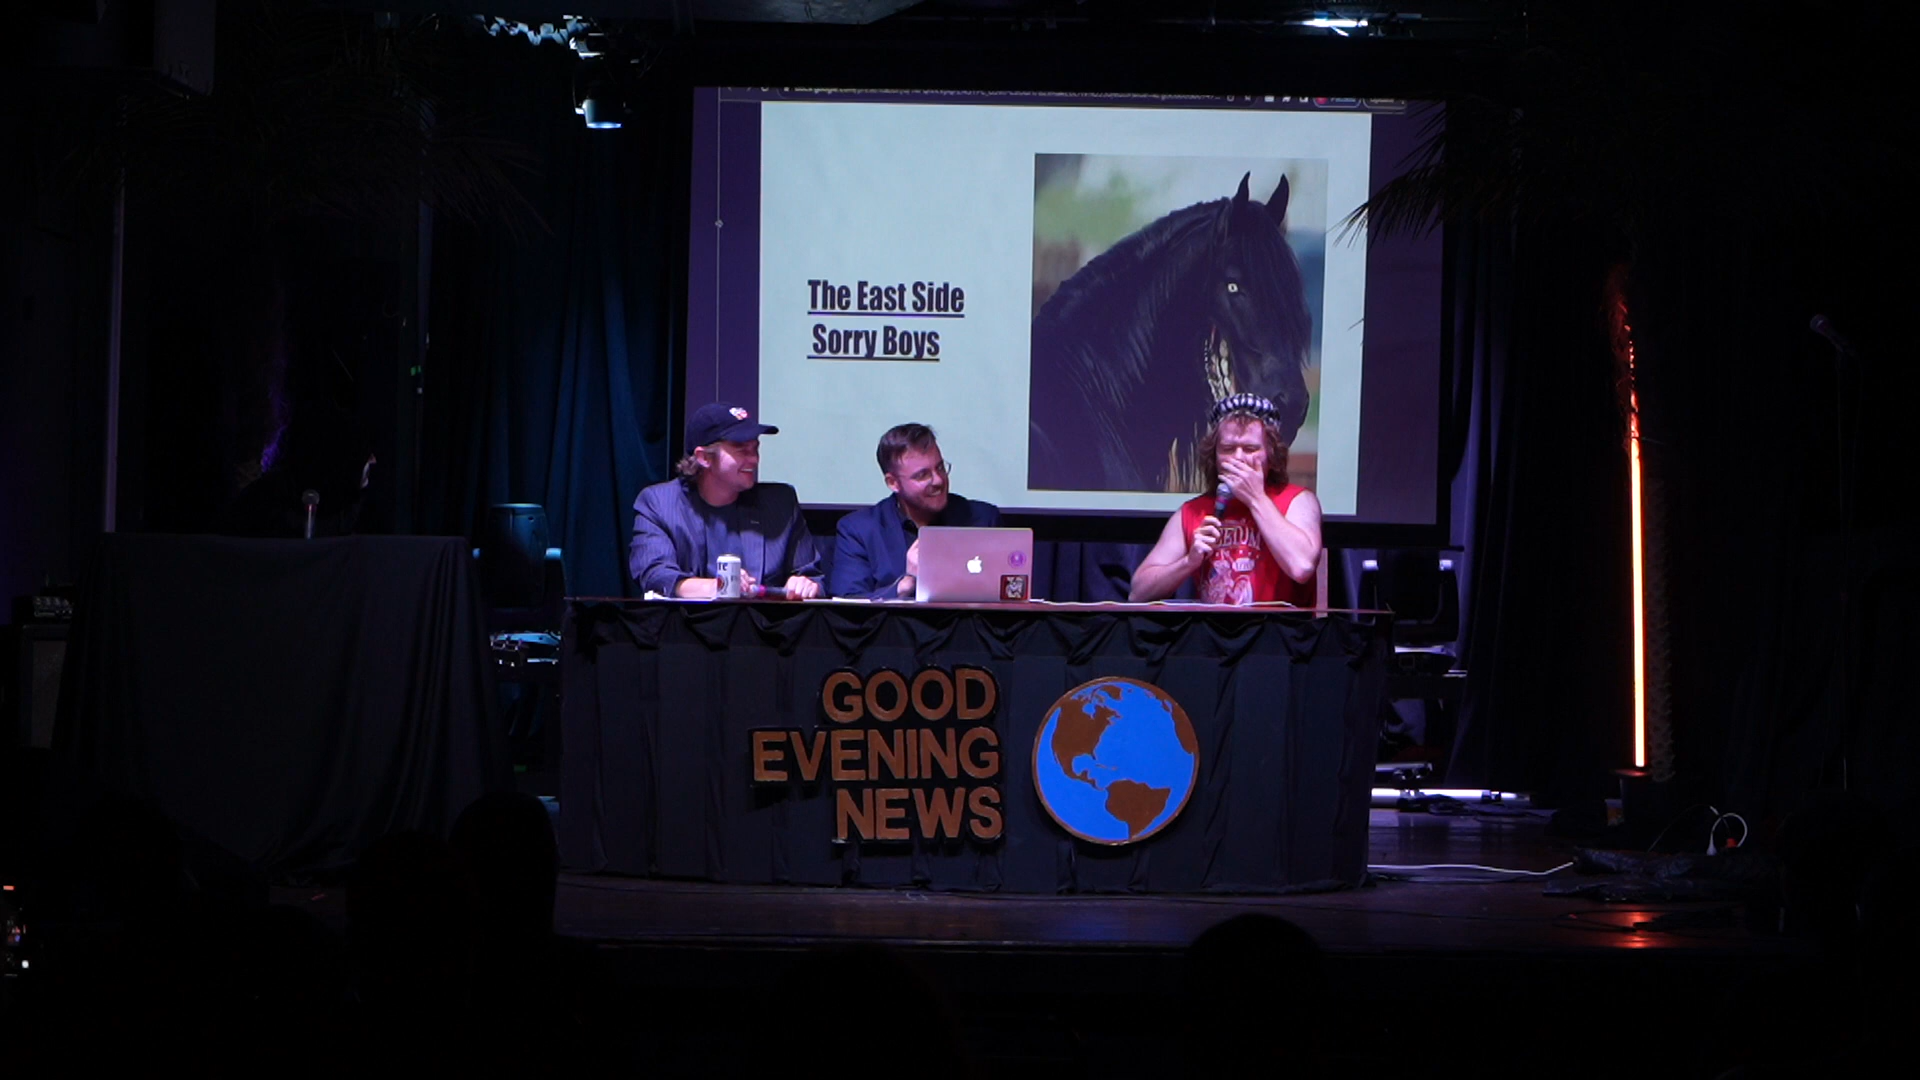 The East Side
Sorry Boys
GOOD
EVENING
NEWS